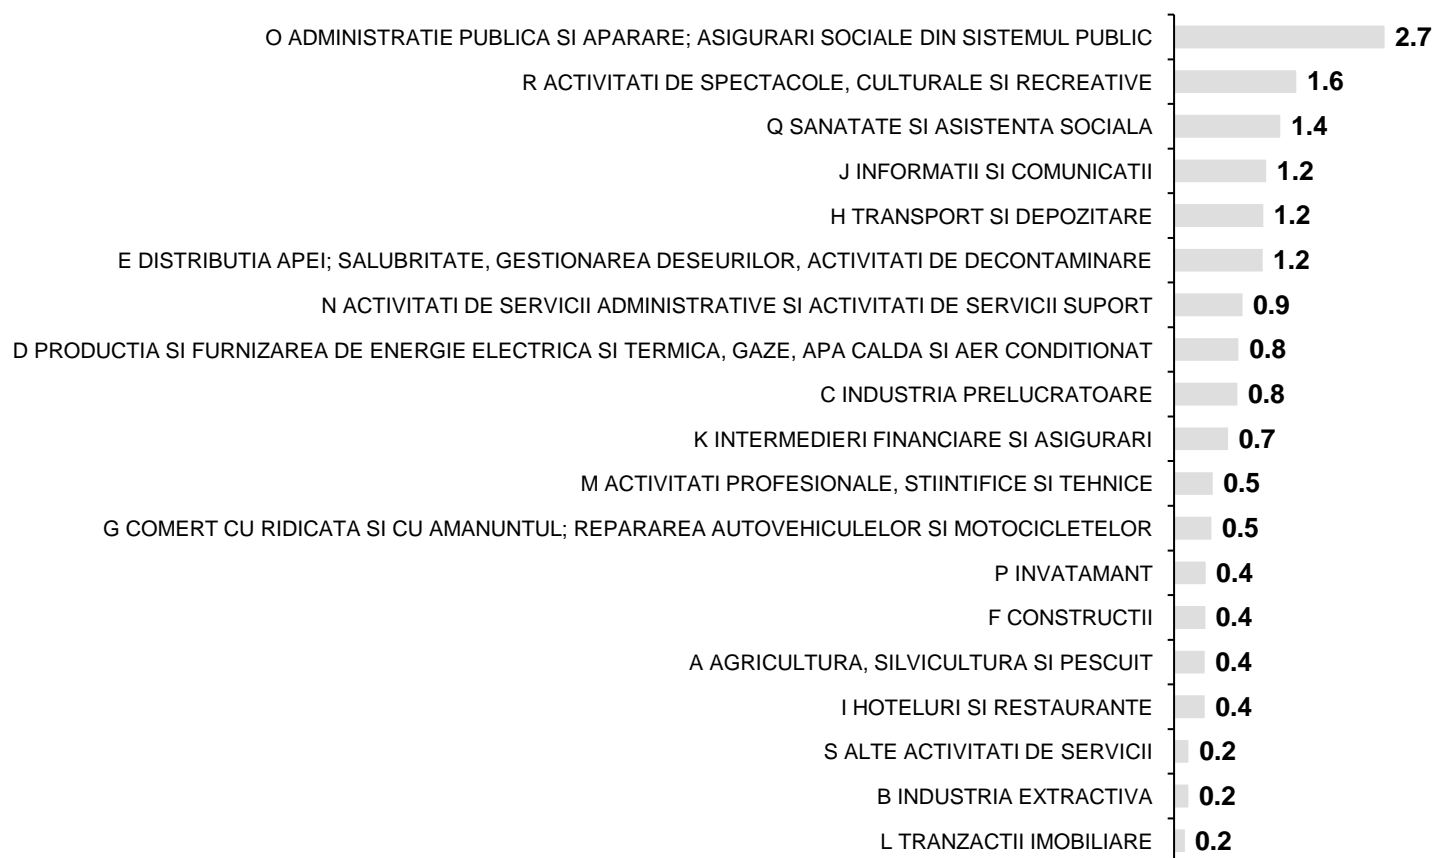 O ADMINISTRATIE PUBLICA SI APARARE; ASIGURARI SOCIALE DIN SISTEMUL PUBLIC 2.7
R ACTIVITATI DE SPECTACOLE, CULTURALE SI RECREATIVE 1.6
Q SANATATE SI ASISTENTA SOCIALA 1.4
J INFORMATII SI COMUNICATII 1.2
H TRANSPORT SI DEPOZITARE 1.2
E DISTRIBUTIA APEI; SALUBRITATE, GESTIONAREA DESEURILOR, ACTIVITATI DE DECONTAMINARE 1.2
N ACTIVITATI DE SERVICII ADMINISTRATIVE SI ACTIVITATI DE SERVICII SUPORT 0.9
D PRODUCTIA SI FURNIZAREA DE ENERGIE ELECTRICA SI TERMICA, GAZE, APA CALDA SI AER CONDITIONAT 0.8
C INDUSTRIA PRELUCRATOARE 0.8
K INTERMEDIERI FINANCIARE SI ASIGURARI 0.7
M ACTIVITATI PROFESIONALE, STIINTIFICE SI TEHNICE 0.5
G COMERT CU RIDICATA SI CU AMANUNTUL; REPARAREA AUTOVEHICULELOR SI MOTOCICLETELOR 0.5
P INVATAMANT 0.4
F CONSTRUCTII 0.4
A AGRICULTURA, SILVICULTURA SI PESCUIT 0.4
I HOTELURI SI RESTAURANTE 0.4
S ALTE ACTIVITATI DE SERVICII 0.2
B INDUSTRIA EXTRACTIVA 0.2
L TRANZACTII IMOBILIARE 0.2